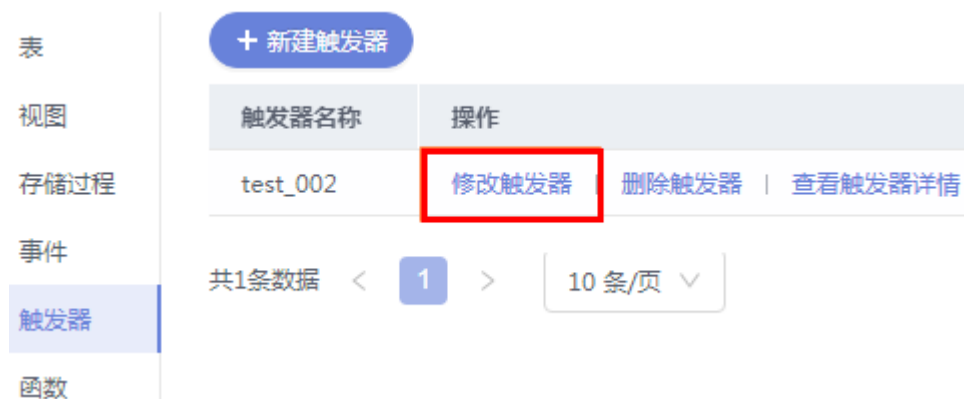 表
视图
存储过程
事件
触发器
函数
+ 新建触发器
触发器名称 操作
test_002 修改触发器 | 删除触发器 | 查看触发器详情
共1条数据 < 1 > 10 条/页